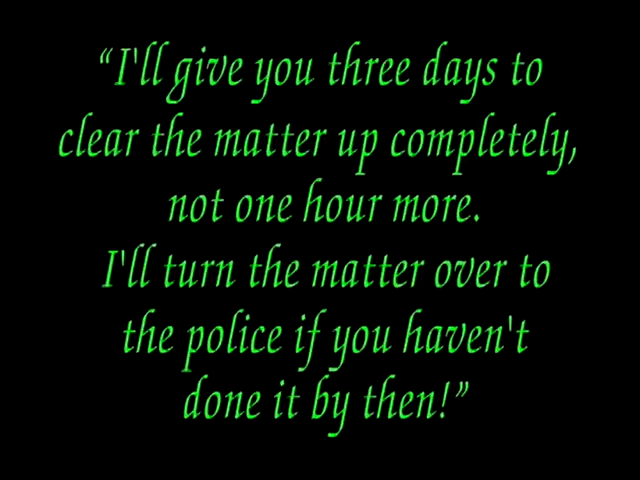 “I'll give you three days to
clear the matter up completely,
not one hour more.
I'll turn the matter over to
the police if you haven't
done it by then!”